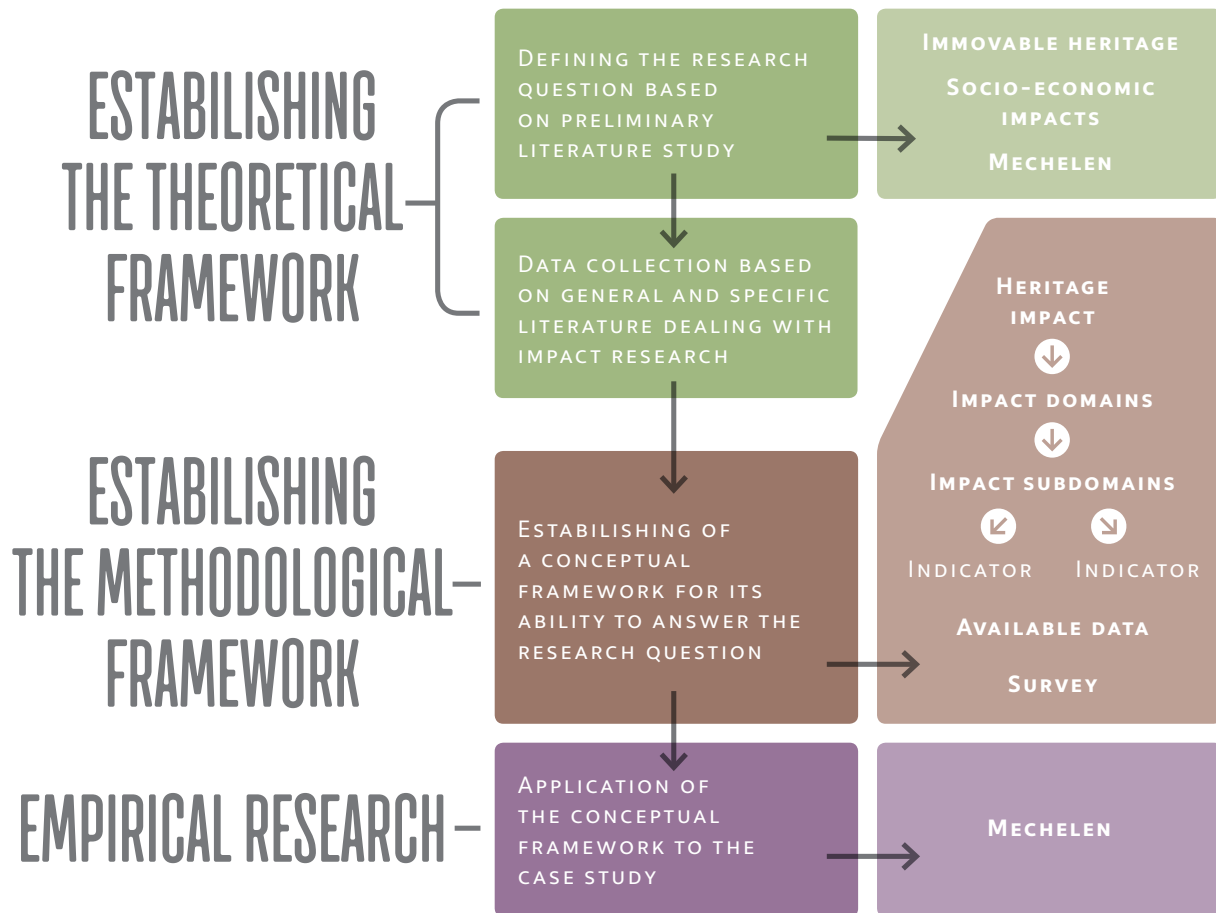 ESTABILISHING
THE THEORETICAL
FRAMEWORK
Defining the research
question based
on preliminary
literature study
Immovable heritage
Socio-economic
impacts
Mechelen
Data collection based
on general and specific
literature dealing with
impact research
ESTABILISHING
THE METHODOLOGICAL
FRAMEWORK
Estabilishing of
a conceptual
framework for its
ability to answer the
research question
Heritage
impact
Impact domains
Impact subdomains
Indicator Indicator
Available data
Survey
EMPIRICAL RESEARCH
Application of
the conceptual
framework to the
case study
Mechelen